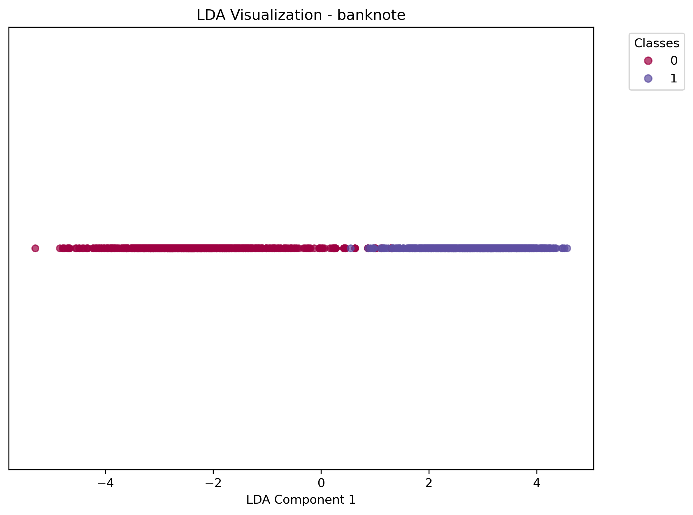 LDA Visualization - banknote
Classes
0
1
−4
−2
0
2
4
LDA Component 1